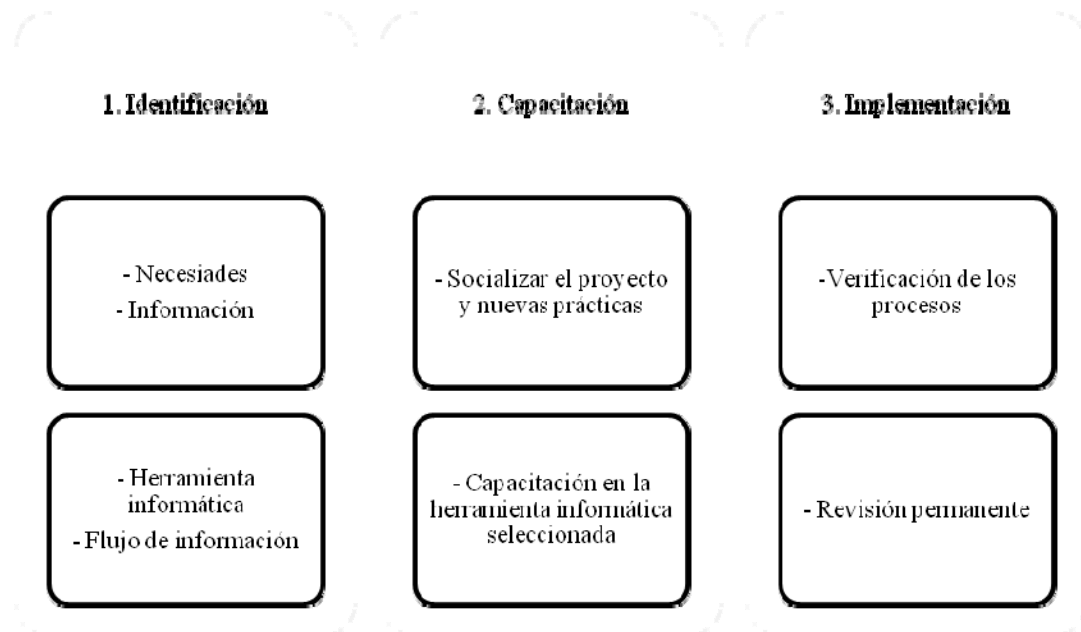 1. Identificación
- Necesiades
- Información
- Herramienta
informática
- Flujo de información
2. Capacitación
- Socializar el proyecto
y nuevas prácticas
- Capacitación en la
herramienta informática
seleccionada
3. Implementación
-Verificación de los
procesos
- Revisión permanente